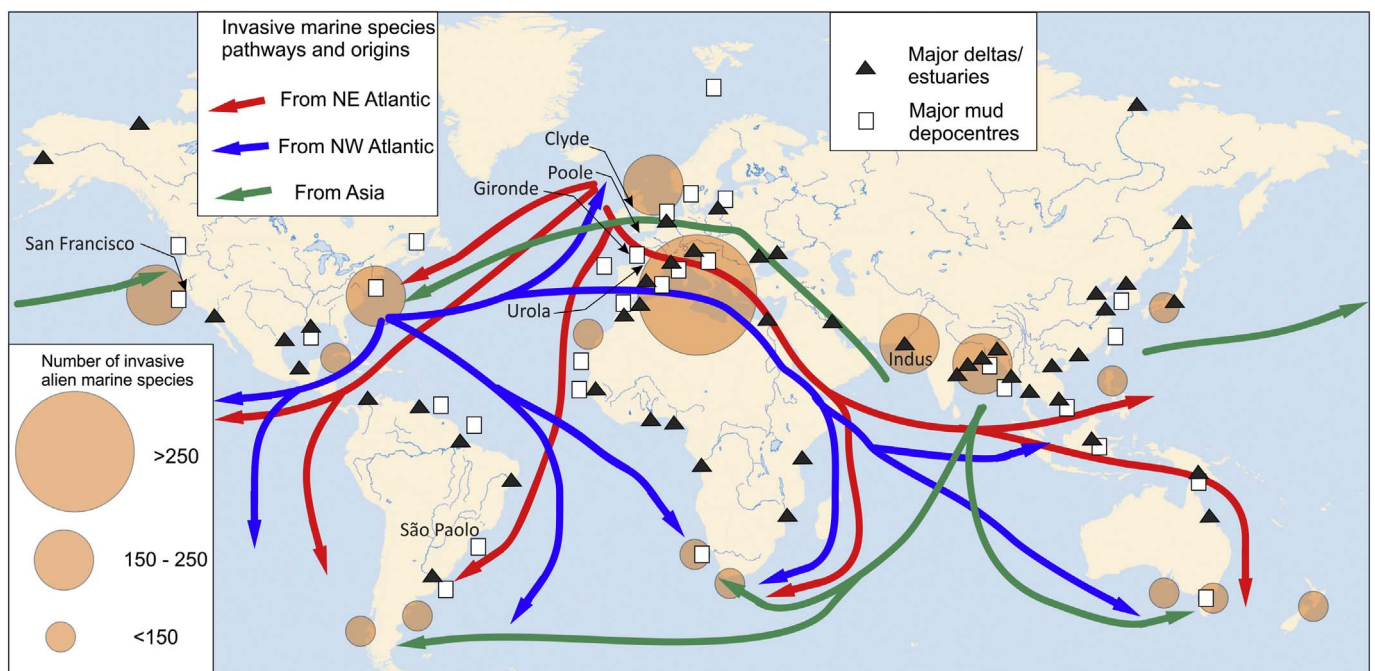 Invasive marine species
pathways and origins
From NE Atlantic
From NW Atlantic
From Asia
Major deltas/
estuaries
Major mud
depocentres
Clyde
Poole
Gironde
San Francisco
Urola
Indus
Number of invasive
alien marine species
>250
150 - 250
<150
São Paolo